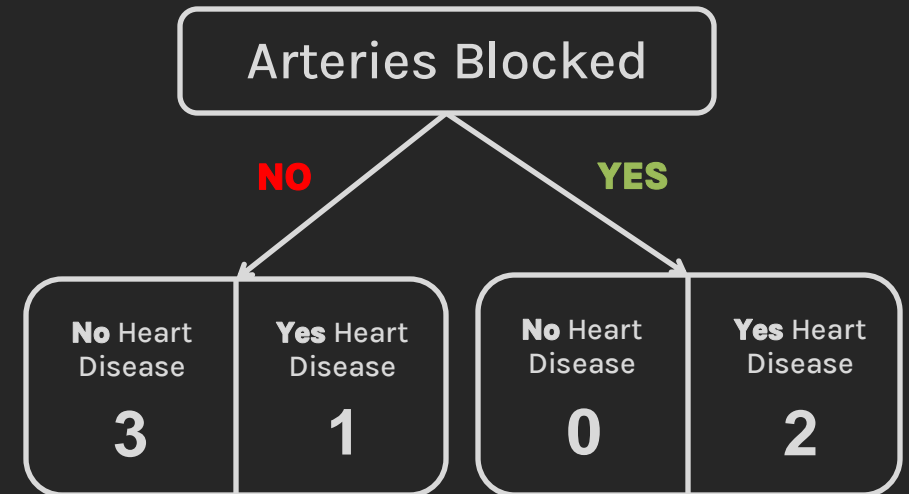 Arteries Blocked
NO
YES
No Heart
Disease
3
Yes Heart
Disease
1
No Heart
Disease
0
Yes Heart
Disease
2